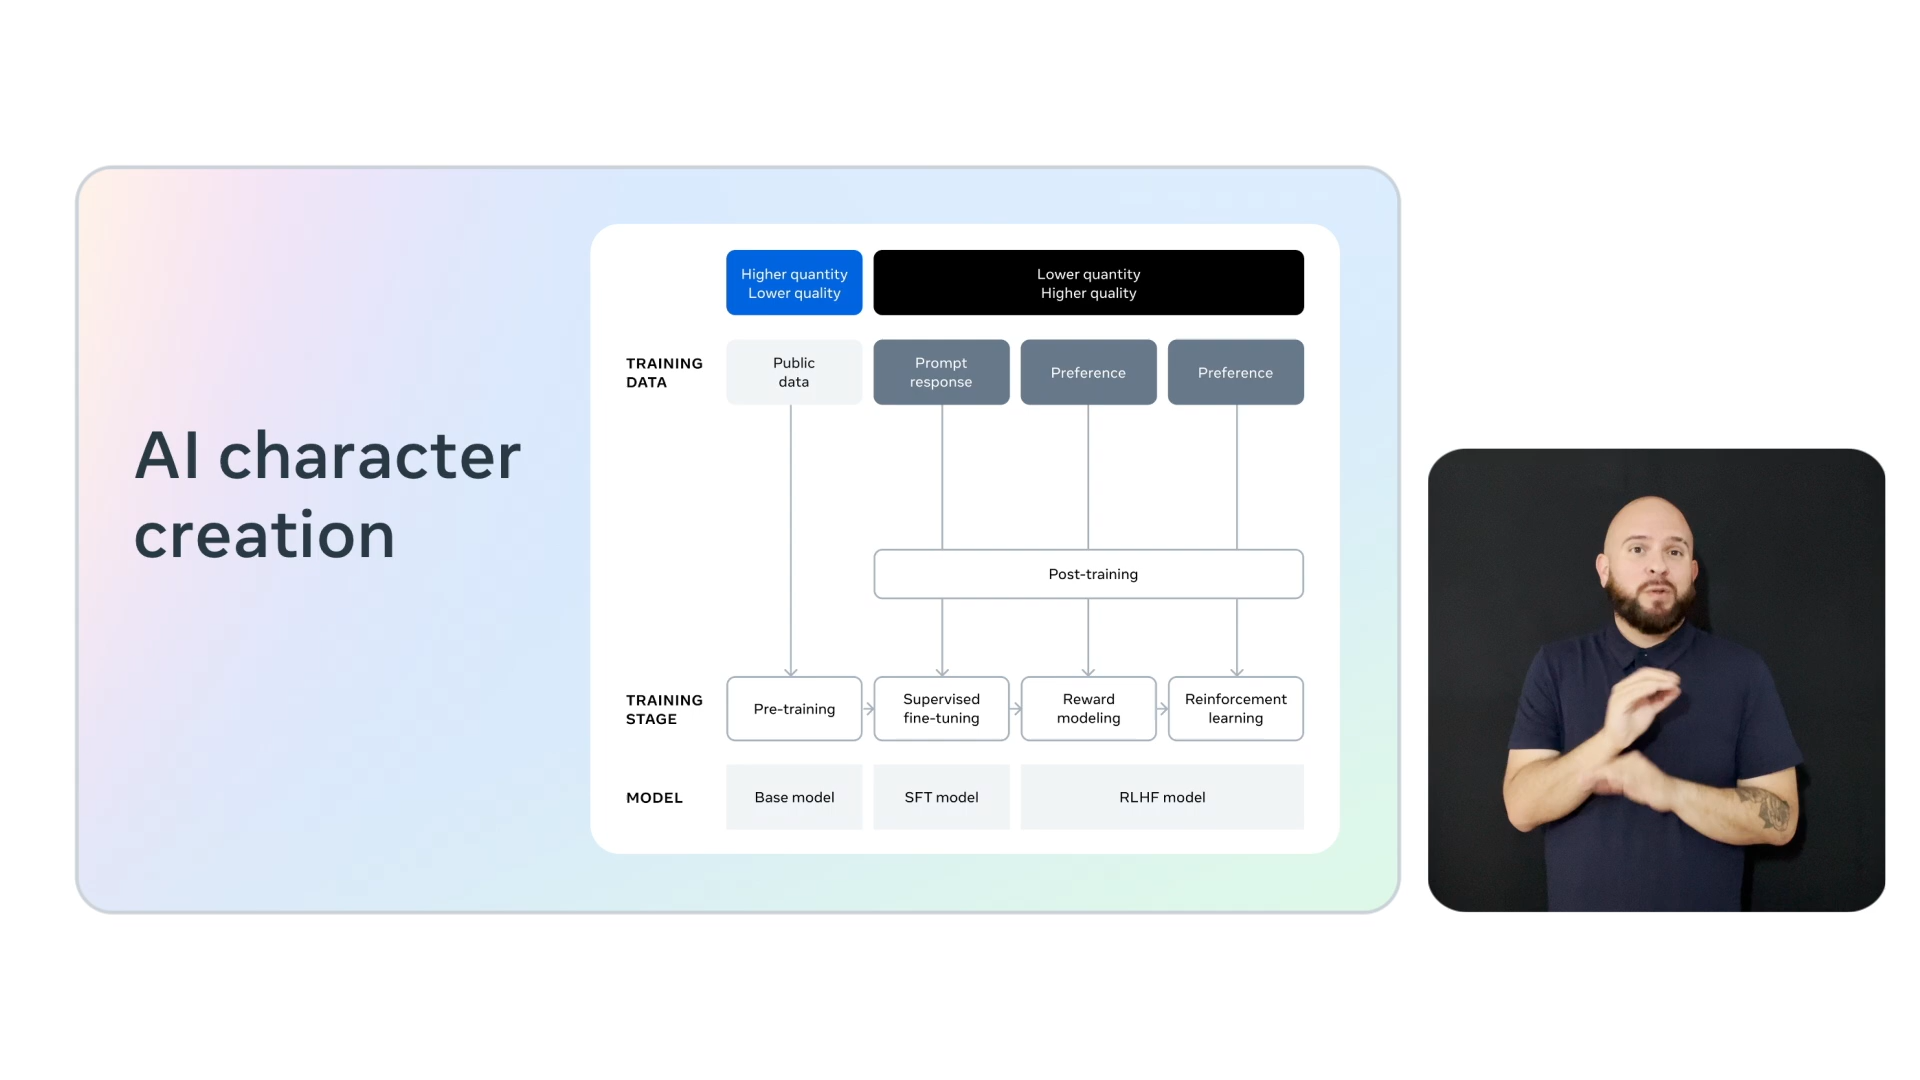 AI character
creation
Higher quantity
Lower quality
Lower quantity
Higher quality
TRAINING
DATA
Public
data
Prompt
response
Preference
Preference
Post-training
TRAINING
STAGE
Pre-training
Supervised
fine-tuning
Reward
modeling
Reinforcement
learning
MODEL
Base model
SFT model
RLHF model